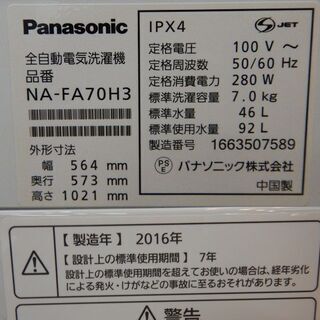 Panasonic
全自動電気洗濯機
品番
NA-FA70H3
外形寸法
幅 564 mm
奥行 573 mm
高さ 1021 mm
IPX4 JET
定格電圧 100 V ～
定格周波数 50/60 Hz
定格消費電力 280 W
標準洗濯容量 7.0 kg
標準水量 46 L
標準使用水量 92 L
製造番号 1663507589
PS E パナソニック株式会社
中国製
【製造年】2016年
【設計上の標準使用期間】7年
設計上の標準使用期間を超えてお使いの場合は、経年劣化
による発火・けがなどの事故に至るおそれがあります。
警告